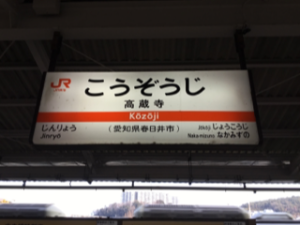 JR
こうぞうじ
高蔵寺
Kōzōji
じんりょう
Jinryō
(愛知県春日井市)
じょうこうじ
なかみずの